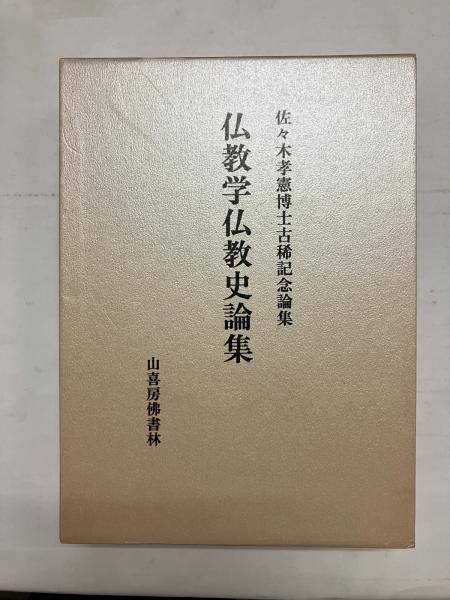 佐々木孝憲博士古稀記念論集
仏教学仏教史論集
山喜房佛書林